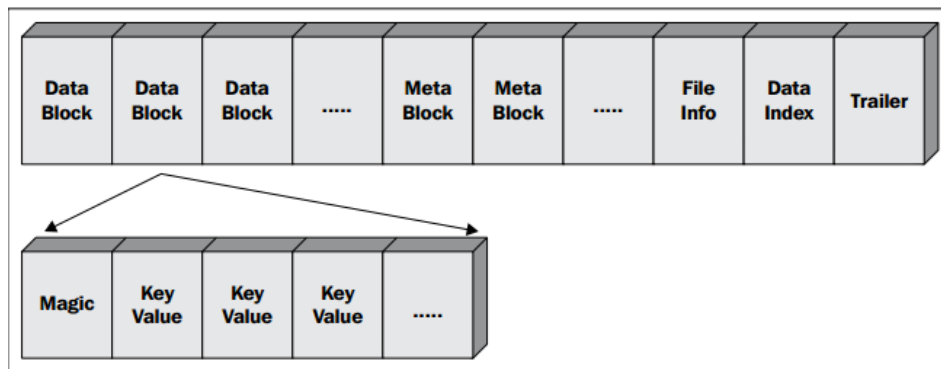 Data
Block
Data
Block
Data
Block
.....
Meta
Block
Meta
Block
.....
File
Info
Data
Index
Trailer
Magic
Key
Value
Key
Value
Key
Value
.....